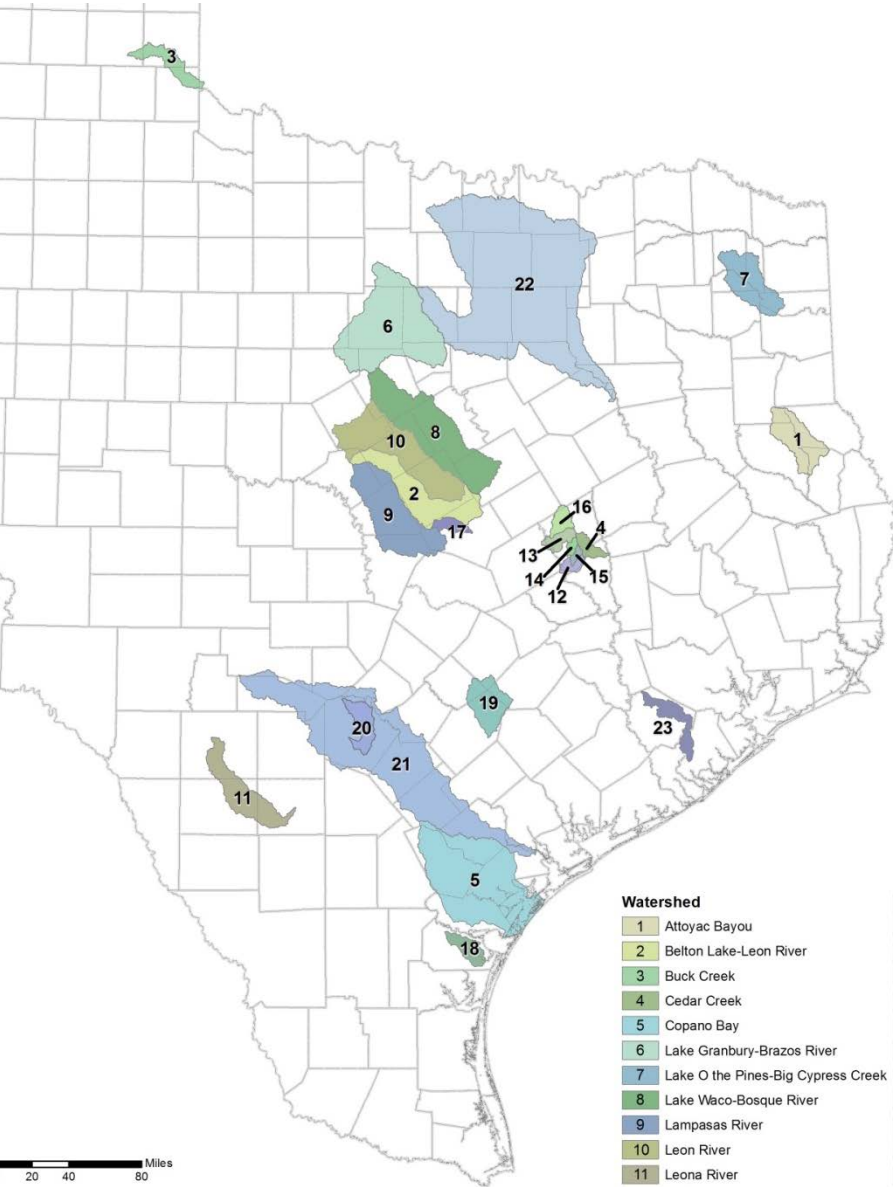 3
22
7
6
8
10
1
2
9
16
17
4
13
14
15
12
19
20
23
21
11
5
18
Watershed
1 Attoyac Bayou
2 Belton Lake-Leon River
3 Buck Creek
4 Cedar Creek
5 Copano Bay
6 Lake Granbury-Brazos River
7 Lake O the Pines-Big Cypress Creek
8 Lake Waco-Bosque River
9 Lampasas River
10 Leon River
11 Leona River
Miles
20 40 80